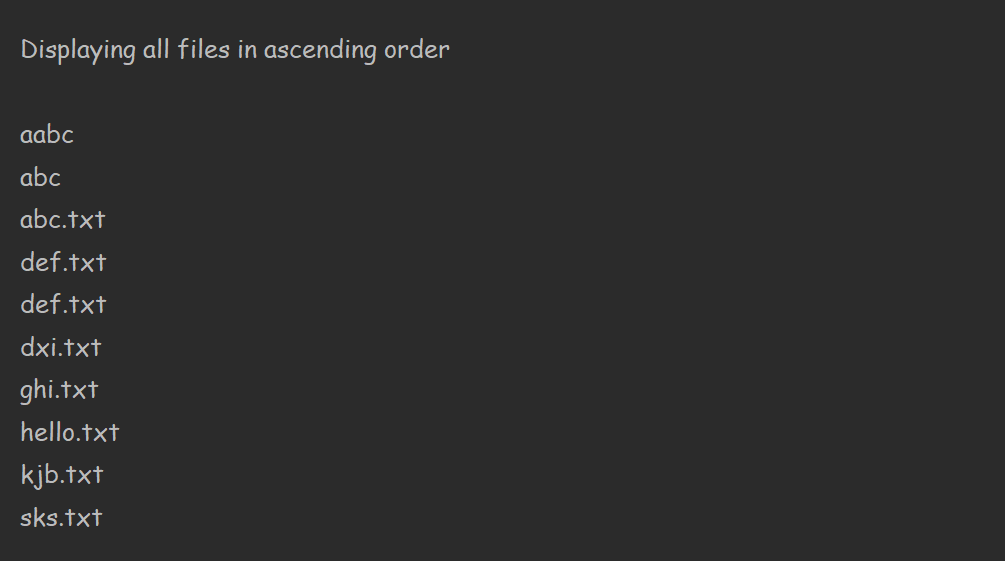 Displaying all files in ascending order
aabc
abc
abc.txt
def.txt
def.txt
dxi.txt
ghi.txt
hello.txt
kjb.txt
sks.txt